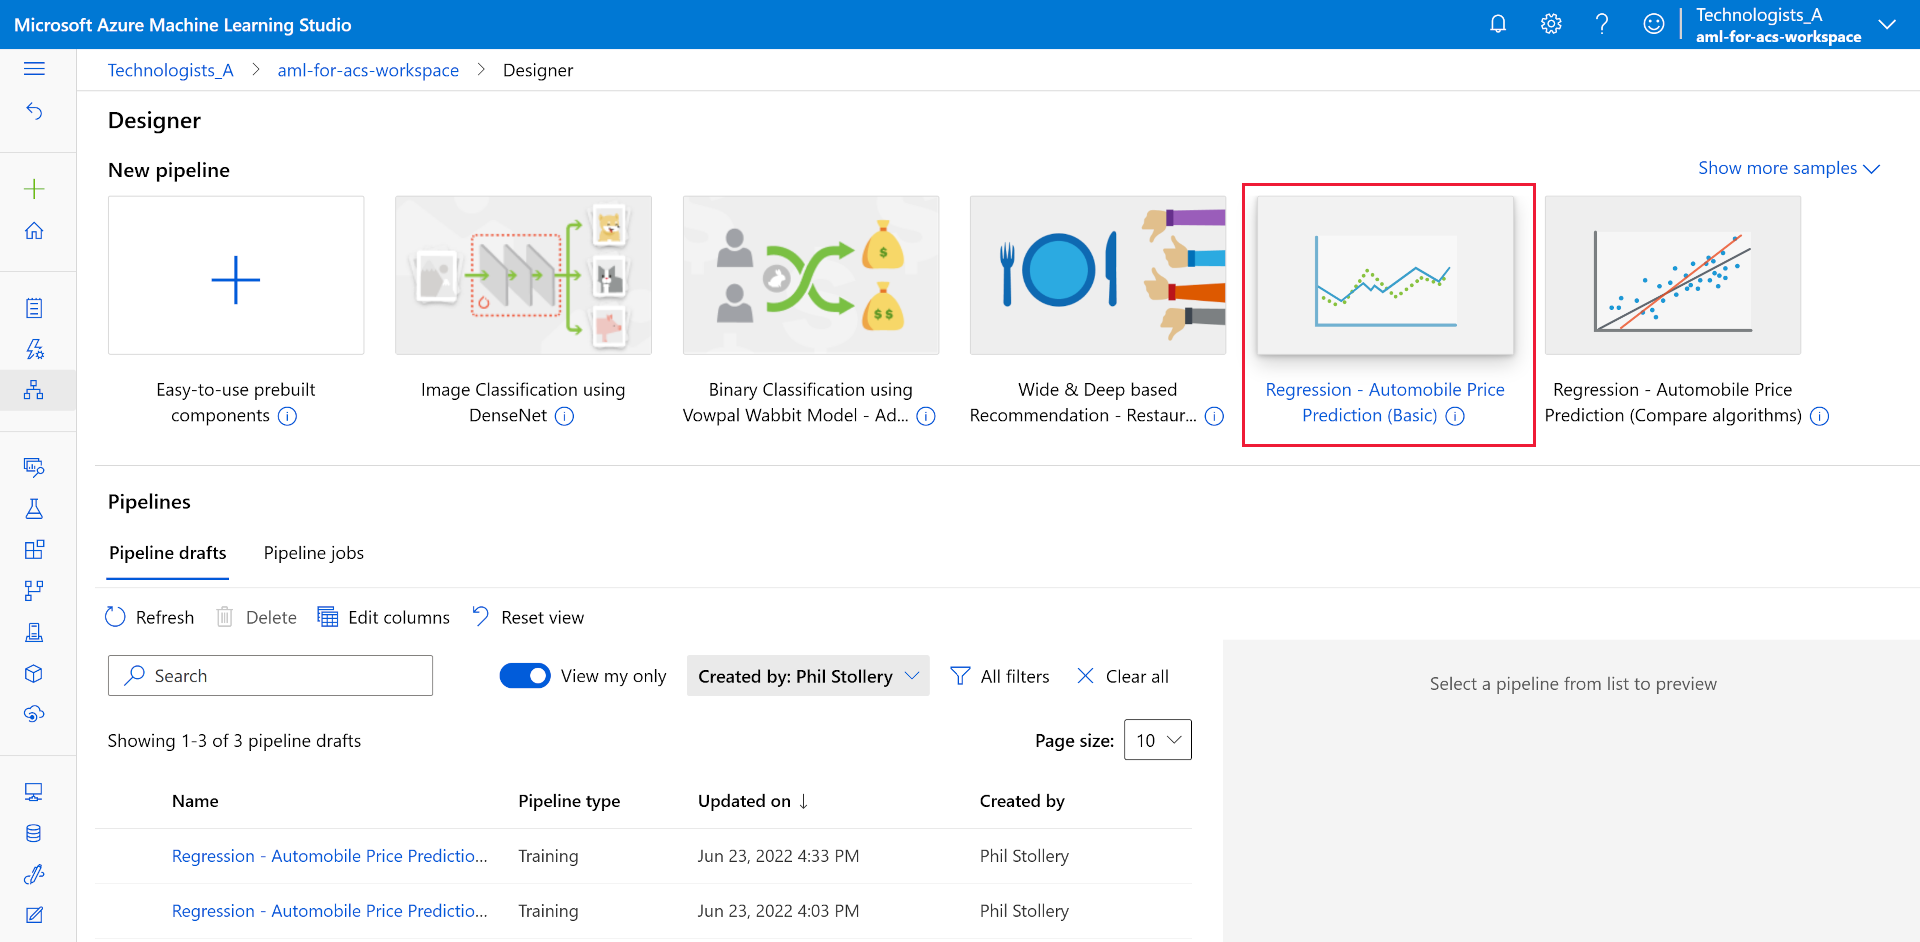 Microsoft Azure Machine Learning Studio
Technologists_A
aml-for-acs-workspace
Technologists_A > aml-for-acs-workspace > Designer
Designer
New pipeline
Show more samples
Easy-to-use prebuilt
components
Image Classification using
DenseNet
$
$$
Binary Classification using
Vowpal Wabbit Model - Ad...
Wide & Deep based
Recommendation - Restaur...
Regression - Automobile Price
Prediction (Basic)
Regression - Automobile Price
Prediction (Compare algorithms)
Pipelines
Pipeline drafts Pipeline jobs
Refresh Delete Edit columns Reset view
Search View my only Created by: Phil Stollery All filters Clear all
Select a pipeline from list to preview
Showing 1-3 of 3 pipeline drafts Page size: 10
Name Pipeline type Updated on ↓ Created by
Regression - Automobile Price Predictio... Training Jun 23, 2022 4:33 PM Phil Stollery
Regression - Automobile Price Predictio... Training Jun 23, 2022 4:03 PM Phil Stollery